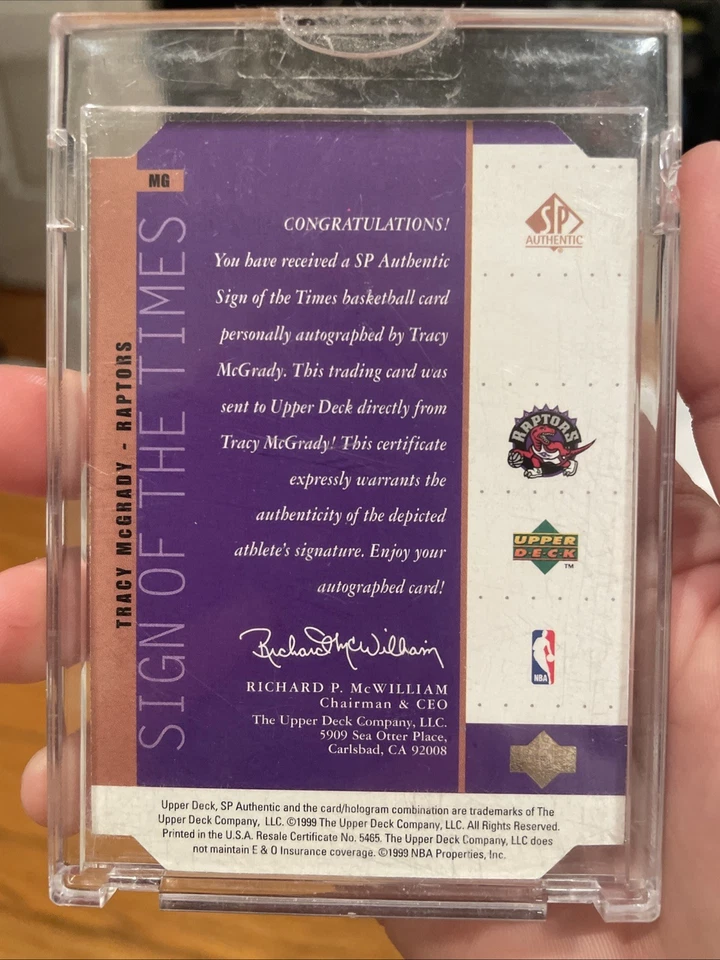 MG
TRACY McGRADY - RAPTORS
SIGN OF THE TIMES
CONGRATULATIONS!
You have received a SP Authentic
Sign of the Times basketball card
personally autographed by Tracy
McGrady. This trading card was
sent to Upper Deck directly from
Tracy McGrady! This certificate
expressly warrants the
authenticity of the depicted
athlete's signature. Enjoy your
autographed card!
Richard McWilliam
RICHARD P. McWILLIAM
Chairman & CEO
The Upper Deck Company, LLC.
5909 Sea Otter Place,
Carlsbad, CA 92008
SP
AUTHENTIC
RAPTORS
UPPER
DECK
TM
NBA
Upper Deck, SP Authentic and the card/hologram combination are trademarks of The
Upper Deck Company, LLC. ©1999 The Upper Deck Company, LLC. All Rights Reserved.
Printed in the U.S.A. Resale Certificate No. 5465. The Upper Deck Company, LLC does
not maintain E & O Insurance coverage. ©1999 NBA Properties, Inc.